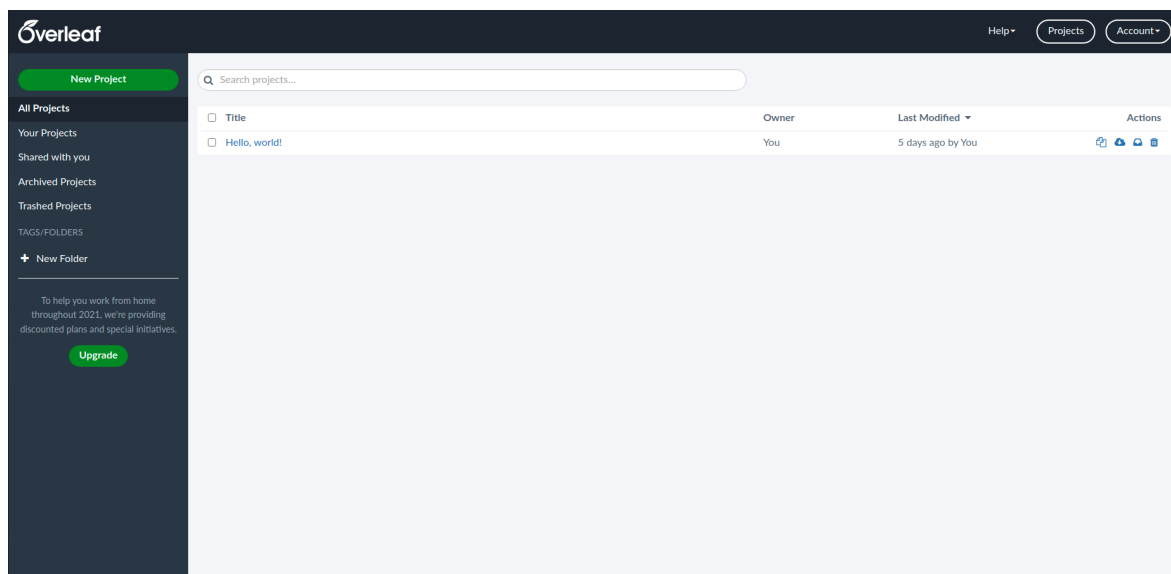 Overleaf
Help
Projects
Account
New Project
All Projects
Your Projects
Shared with you
Archived Projects
Trashed Projects
TAGS/FOLDERS
New Folder
To help you work from home
throughout 2021, we're providing
discounted plans and special initiatives.
Upgrade
Search projects...
Title Owner Last Modified Actions
Hello, world! You 5 days ago by You